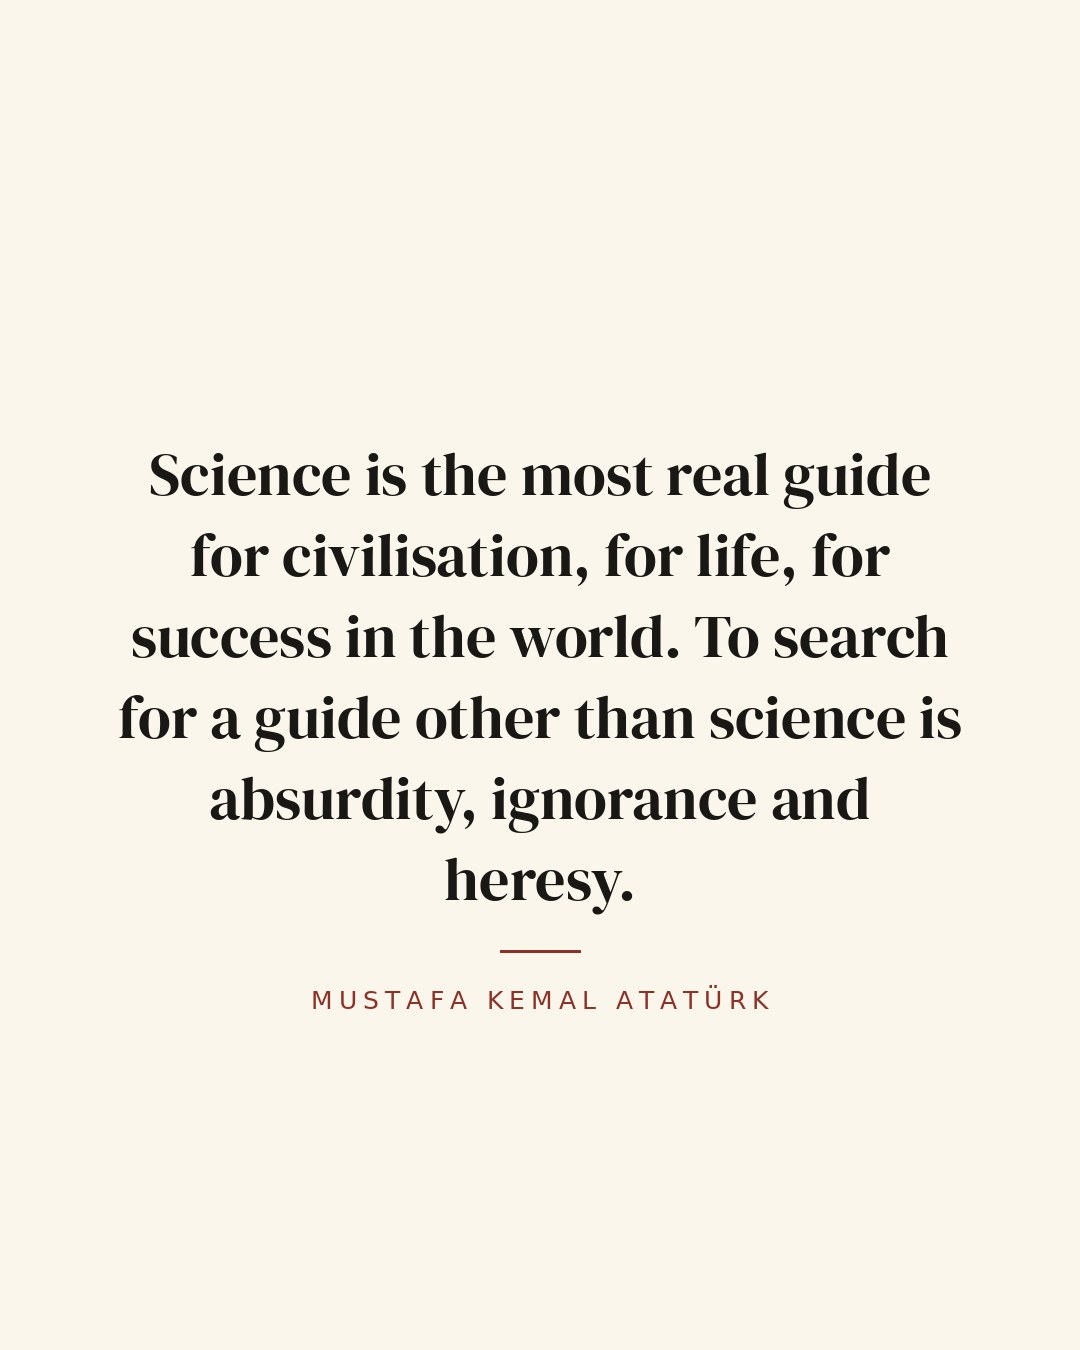 Science is the most real guide
for civilisation, for life, for
success in the world. To search
for a guide other than science is
absurdity, ignorance and
heresy.
MUSTAFA KEMAL ATATÜRK